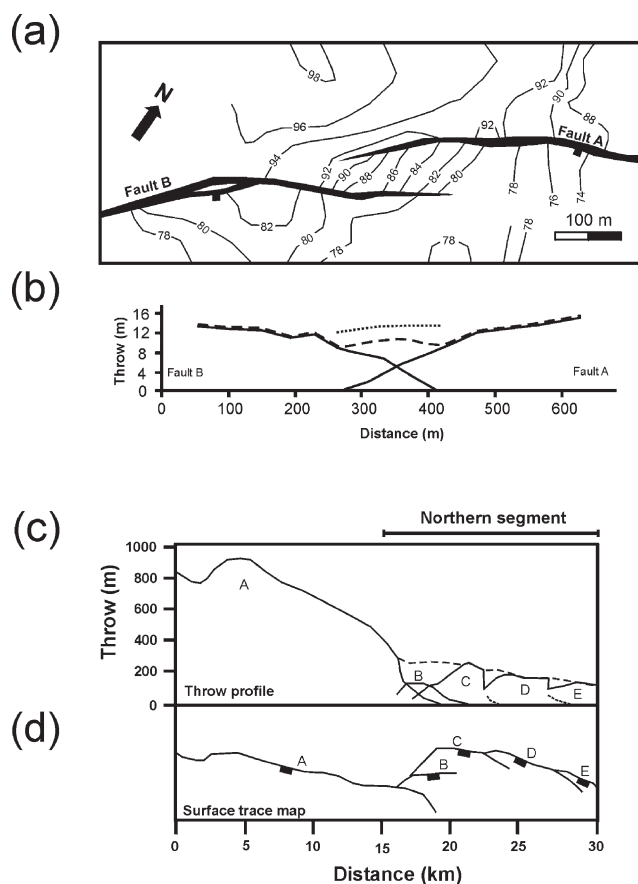 (a)
N
98
96
94
92
90
88
86
84
82
80
92
92
90
88
Fault A
Fault B
78
80
82
80
78
78
78
76
74
78
100 m
(b)
Throw (m)
16
12
8
4
0
Fault B
Fault A
0 100 200 300 400 500 600
Distance (m)
Northern segment
(c)
Throw (m)
1000
800
600
400
200
0
A
B
C
D
E
Throw profile
(d)
A
B
C
D
E
Surface trace map
0 5 10 15 20 25 30
Distance (km)